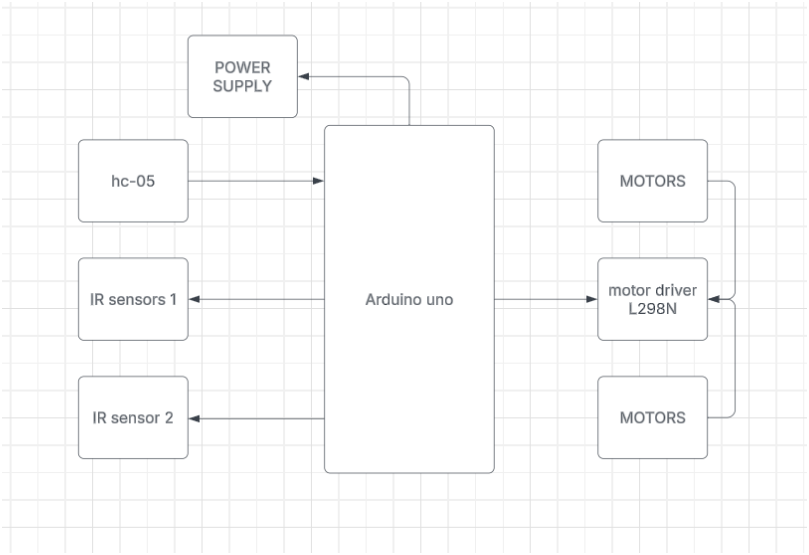 POWER
SUPPLY
hc-05
MOTORS
IR sensors 1
Arduino uno
motor driver
L298N
IR sensor 2
MOTORS